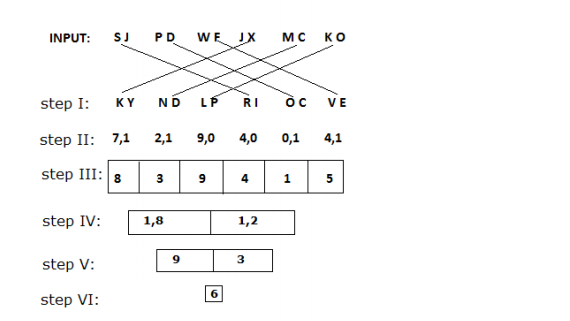 INPUT: SJ PD WF JX MC KO
step I: KY ND LP RI OC VE
step II: 7,1 2,1 9,0 4,0 0,1 4,1
step III: 8 3 9 4 1 5
step IV: 1,8 1,2
step V: 9 3
step VI: 6